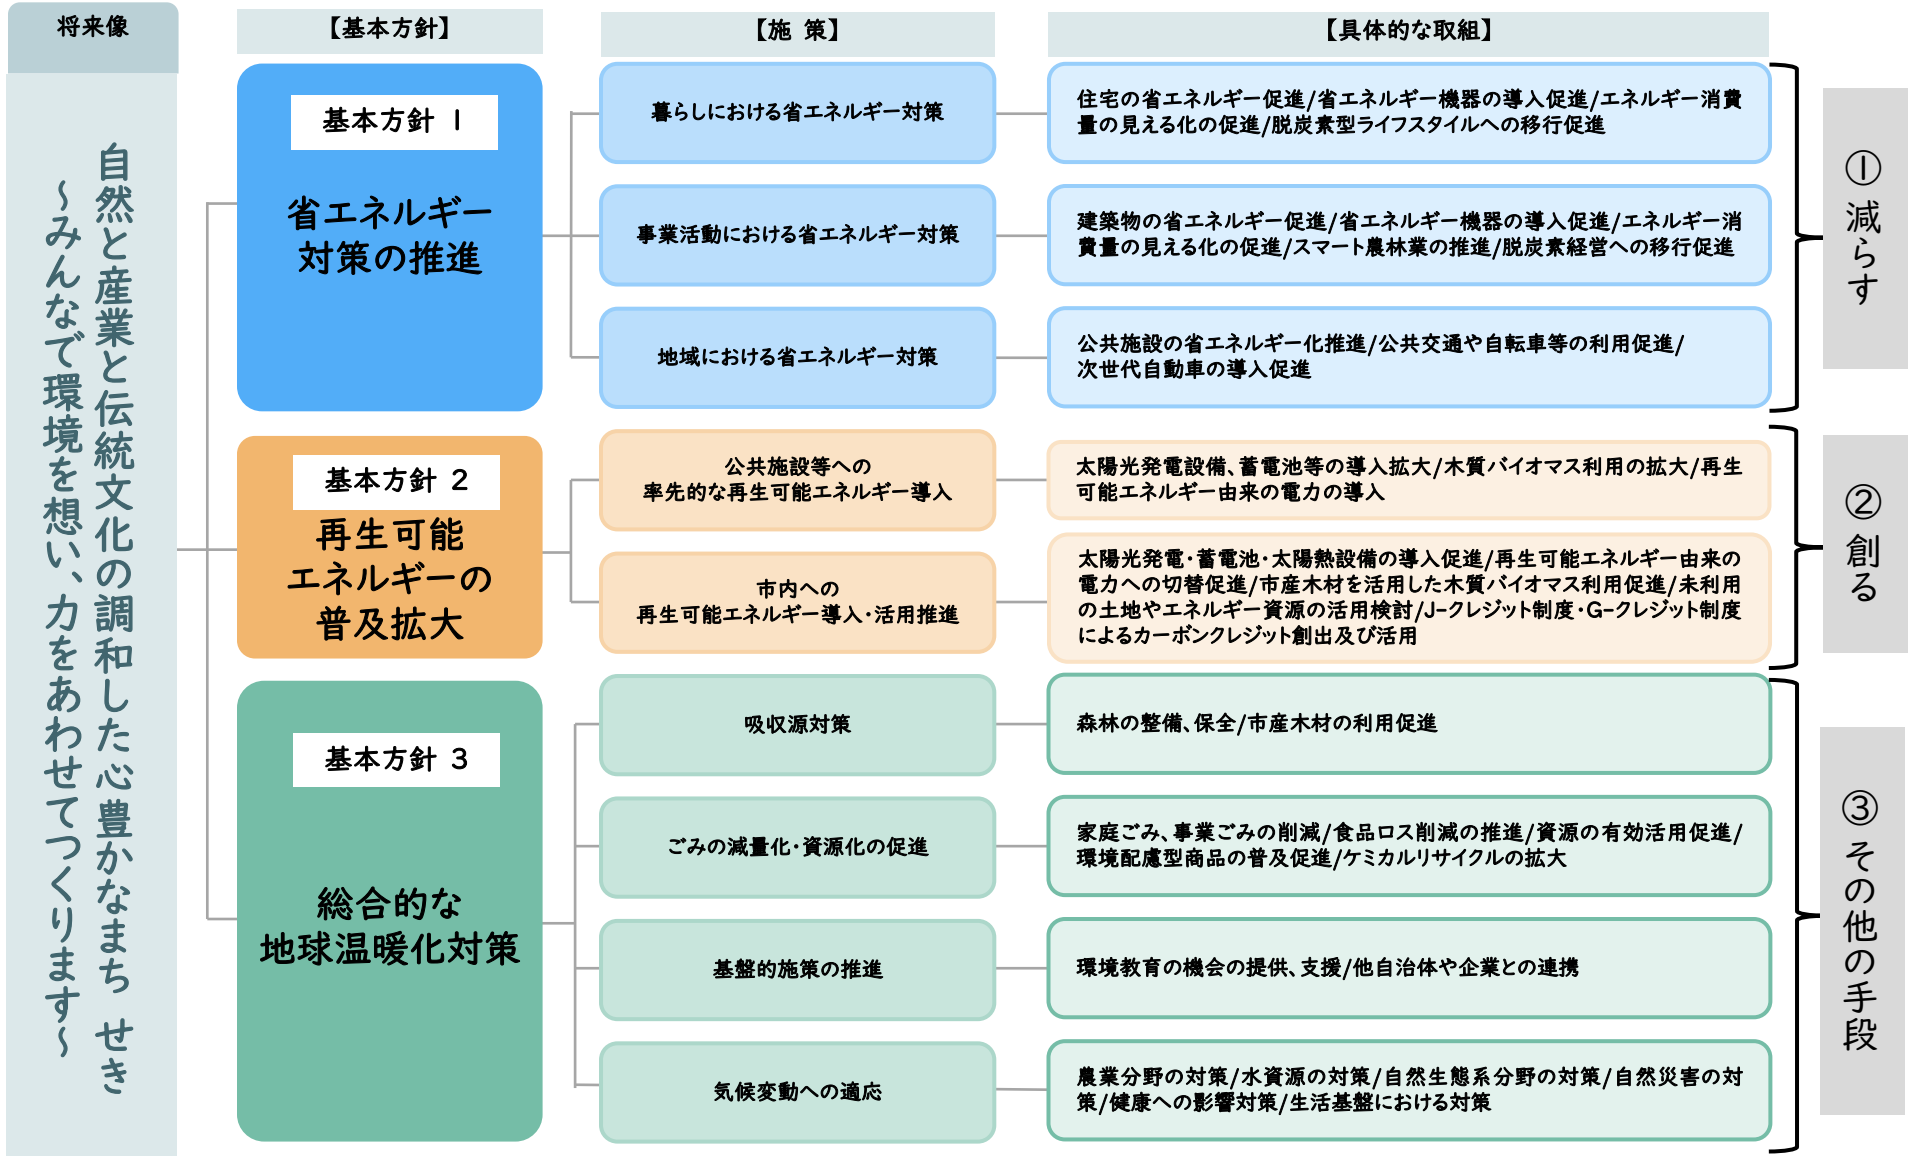 将来像
自然と産業と伝統文化の調和した 心豊かなまち せき
～みんなで環境を想い、力をあわせてつくります～
【基本方針】
【施 策】
【具体的な取組】
基本方針 1
省エネルギー
対策の推進
暮らしにおける省エネルギー対策
住宅の省エネルギー促進/省エネルギー機器の導入促進/エネルギー消費
量の見える化の促進/脱炭素型ライフスタイルへの移行促進
事業活動における省エネルギー対策
建築物の省エネルギー促進/省エネルギー機器の導入促進/エネルギー消
費量の見える化の促進/スマート農林業の推進/脱炭素経営への移行促進
地域における省エネルギー対策
公共施設の省エネルギー化推進/公共交通や自転車等の利用促進/
次世代自動車の導入促進
①減らす
基本方針 2
再生可能
エネルギーの
普及拡大
公共施設等への
率先的な再生可能エネルギー導入
太陽光発電設備、蓄電池等の導入拡大/木質バイオマス利用の拡大/再生
可能エネルギー由来の電力の導入
市内への
再生可能エネルギー導入・活用推進
太陽光発電・蓄電池・太陽熱設備の導入促進/再生可能エネルギー由来の
電力への切替促進/市産木材を活用した木質バイオマス利用促進/未利用
の土地やエネルギー資源の活用検討/J-クレジット制度・G-クレジット制度
によるカーボンクレジット創出及び活用
②創る
基本方針 3
総合的な
地球温暖化対策
吸収源対策
森林の整備、保全/市産木材の利用促進
ごみの減量化・資源化の促進
家庭ごみ、事業ごみの削減/食品ロス削減の推進/資源の有効活用促進/
環境配慮型商品の普及促進/ケミカルリサイクルの拡大
基盤的施策の推進
環境教育の機会の提供、支援/他自治体や企業との連携
気候変動への適応
農業分野の対策/水資源の対策/自然生態系分野の対策/自然災害の対
策/健康への影響対策/生活基盤における対策
③その他の手段